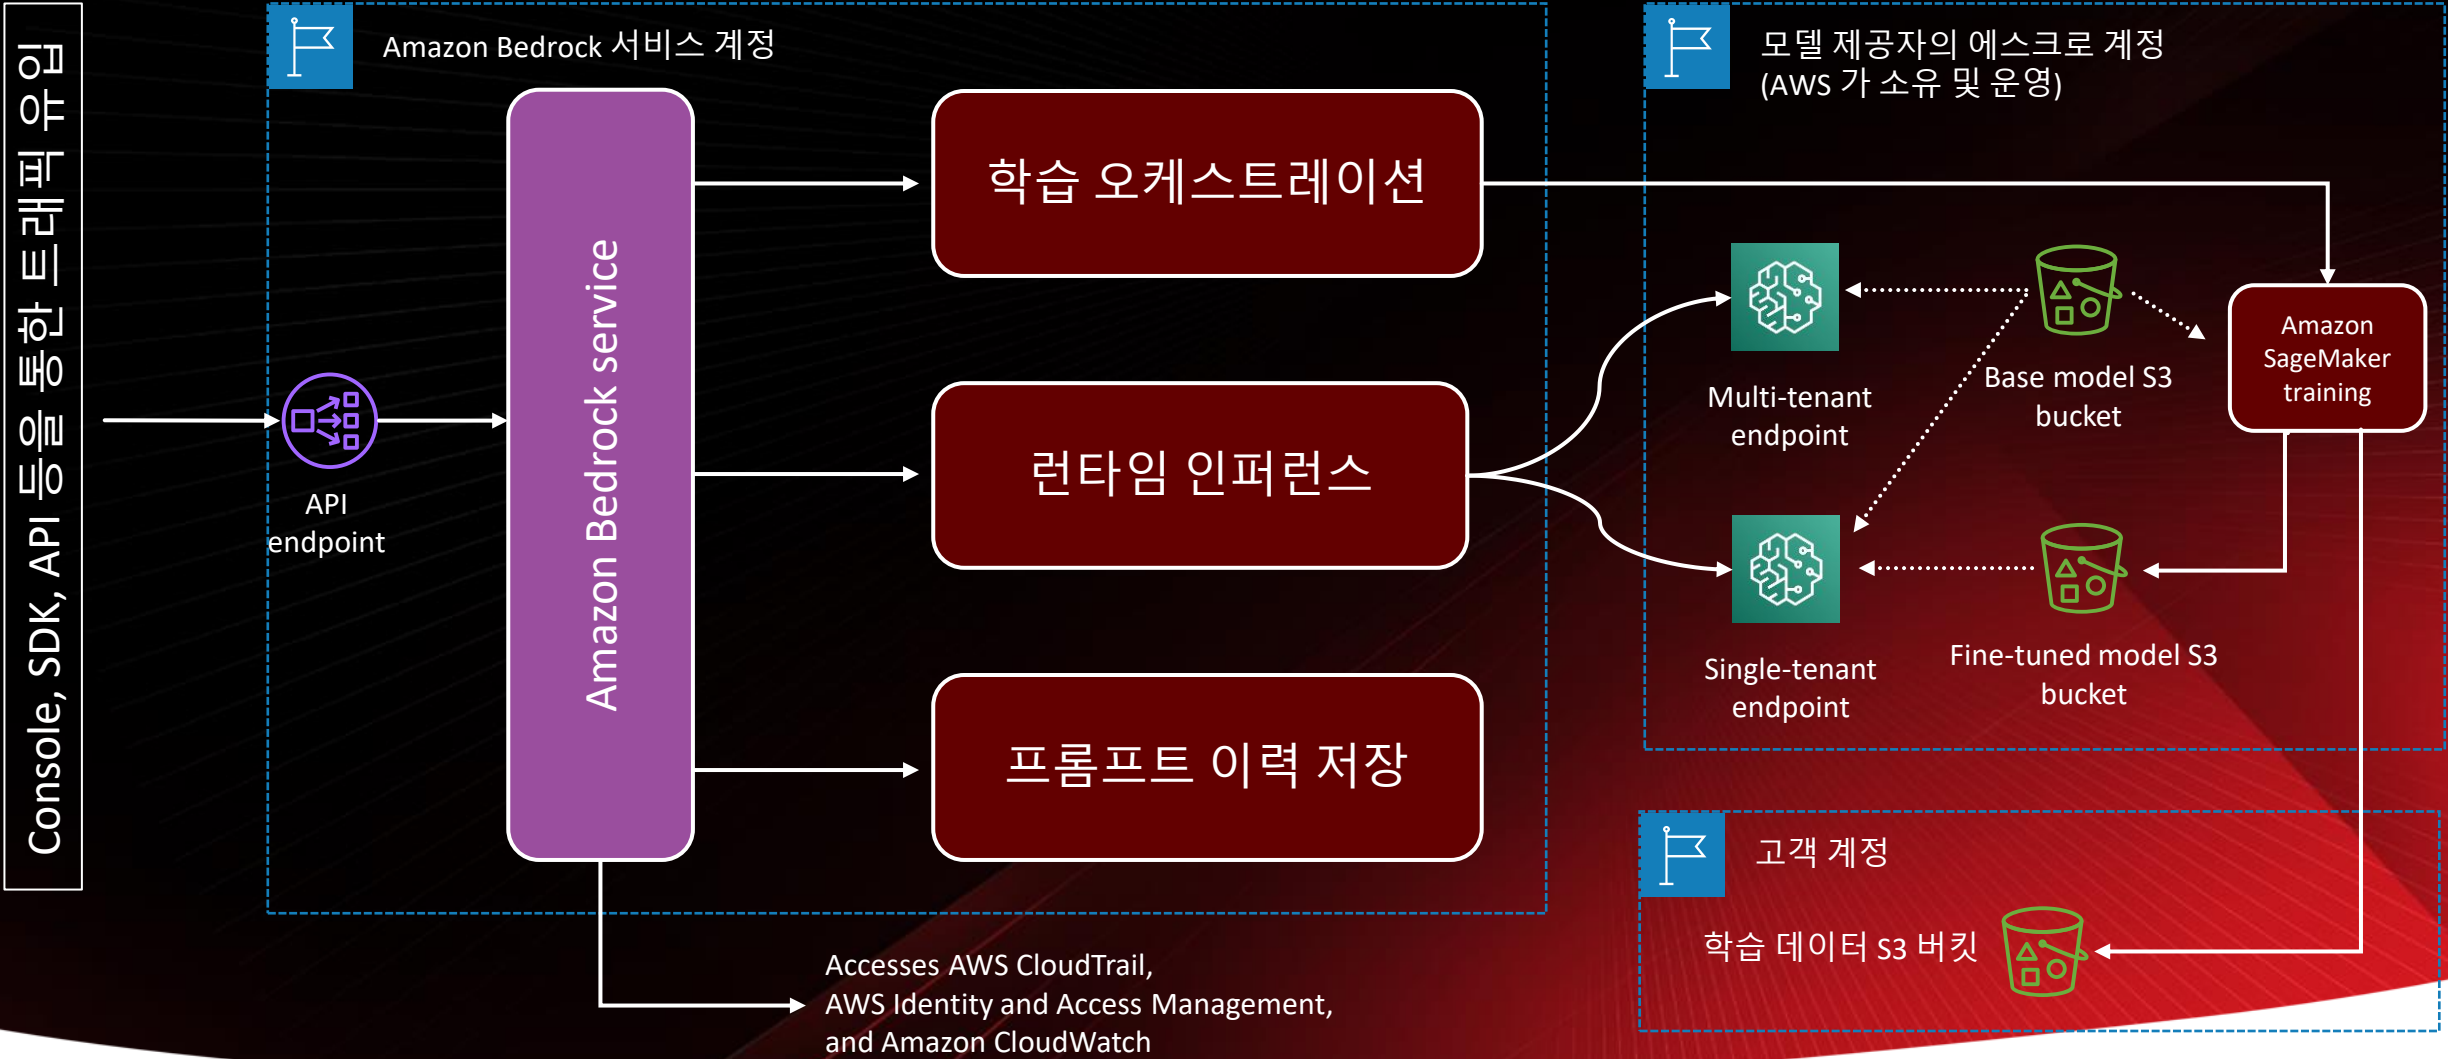 Console, SDK, API 등을 통한 트래픽 유입
Amazon Bedrock 서비스 계정
API
endpoint
Amazon Bedrock service
학습 오케스트레이션
런타임 인퍼런스
프롬프트 이력 저장
Accesses AWS CloudTrail,
AWS Identity and Access Management,
and Amazon CloudWatch
모델 제공자의 에스크로 계정
(AWS 가 소유 및 운영)
Multi-tenant
endpoint
Base model S3
bucket
Amazon
SageMaker
training
Single-tenant
endpoint
Fine-tuned model S3
bucket
고객 계정
학습 데이터 S3 버킷